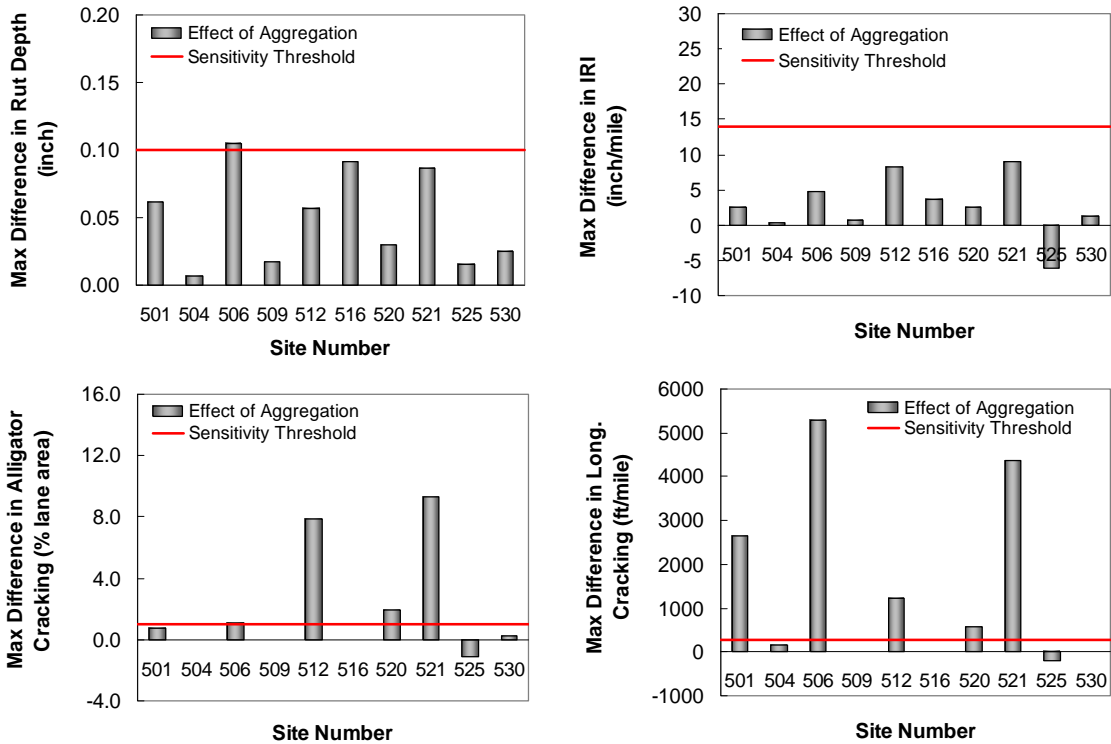 Max Difference in Rut Depth
(inch)
0.20
0.15
0.10
0.05
0.00
Effect of Aggregation
Sensitivity Threshold
501 504 506 509 512 516 520 521 525 530
Site Number
Max Difference in IRI
(inch/mile)
30
25
20
15
10
5
0
-5
-10
Effect of Aggregation
Sensitivity Threshold
501 504 506 509 512 516 520 521 525 530
Site Number
Max Difference in Alligator
Cracking (% lane area)
16.0
12.0
8.0
4.0
0.0
-4.0
Effect of Aggregation
Sensitivity Threshold
501 504 506 509 512 516 520 521 525 530
Site Number
Max Difference in Long.
Cracking (ft/mile)
6000
5000
4000
3000
2000
1000
0
-1000
Effect of Aggregation
Sensitivity Threshold
501 504 506 509 512 516 520 521 525 530
Site Number